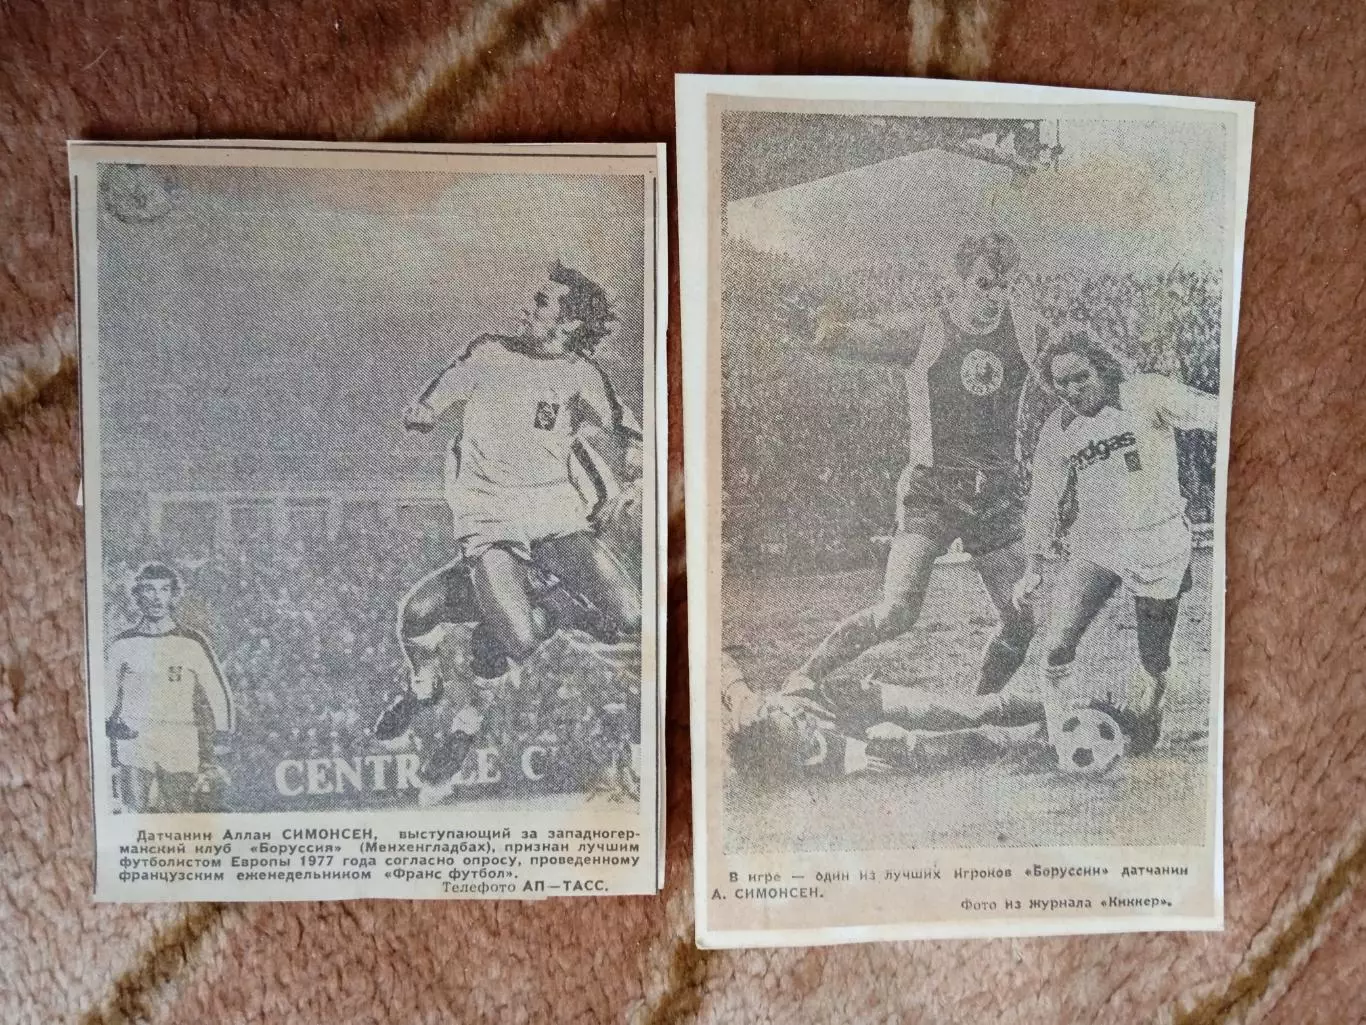 CENTRALE C
Датчанин Аллан СИМОНСЕН, выступающий за западногер-
манский клуб «Боруссия» (Менхенгладбах), признан лучшим
футболистом Европы 1977 года согласно опросу, проведенному
французским еженедельником «Франс футбол».
Телефото АП—ТАСС.
rdgas
В игре — один из лучших игроков «Боруссии» датчанин
А. СИМОНСЕН.
Фото из журнала «Киккер».